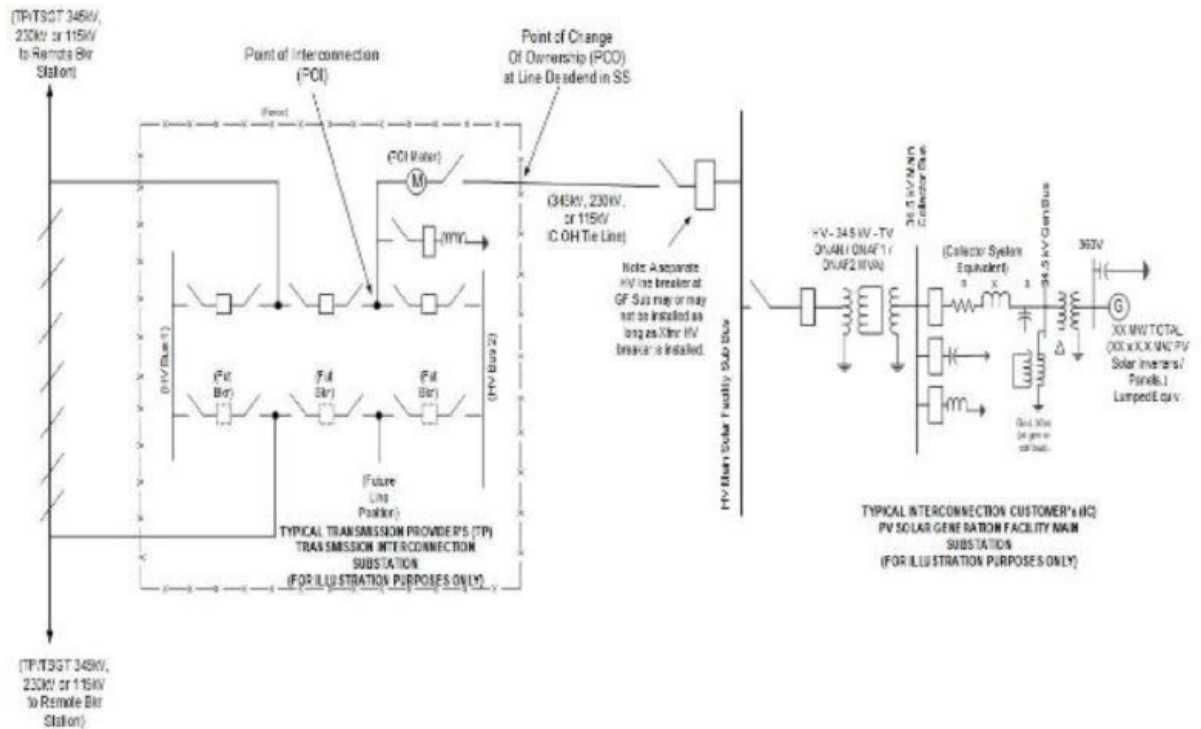 (TP/TSGT 345kV,
230kV or 115kV
to Remote Bkr
Station)
Point of Interconnection
(POI)
Point of Change
Of Ownership (PCO)
at Line Deadend in SS
(Fence)
(POI Meter)
M
(345kV, 230kV,
or 115kV
IC OH Tie Line)
Note: A separate
HV line breaker at
GF Sub may or may
not be installed as
long as Xfmr HV
breaker is installed.
(HV Bus 1)
(HV Bus 2)
(Fut
Bkr)
(Fut
Bkr)
(Fut
Bkr)
(Future
Line
Position)
TYPICAL TRANSMISSION PROVIDER'S (TP)
TRANSMISSION INTERCONNECTION
SUBSTATION
(FOR ILLUSTRATION PURPOSES ONLY)
HV Main Solar Facility Sub Bus
HV - 34.5 kV - TV
ONAN / ONAF1 /
ONAF2 MVA)
34.5 kV Main
Collector Bus
(Collector System
Equivalent)
R X
34.5 kV Gen Bus
360V
G
XX MW TOTAL
(XX x X.X MW PV
Solar Inverters /
Panels.)
Lumped Equiv.
TYPICAL INTERCONNECTION CUSTOMER's (IC)
PV SOLAR GENERATION FACILITY MAIN
SUBSTATION
(FOR ILLUSTRATION PURPOSES ONLY)
(TP/TSGT 345kV,
230kV or 115kV
to Remote Bkr
Station)